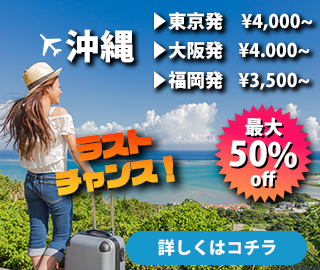 沖縄
▶東京発 ¥4,000~
▶大阪発 ¥4.000~
▶福岡発 ¥3,500~
ラスト
チャンス！
最大
50%
off
詳しくはコチラ